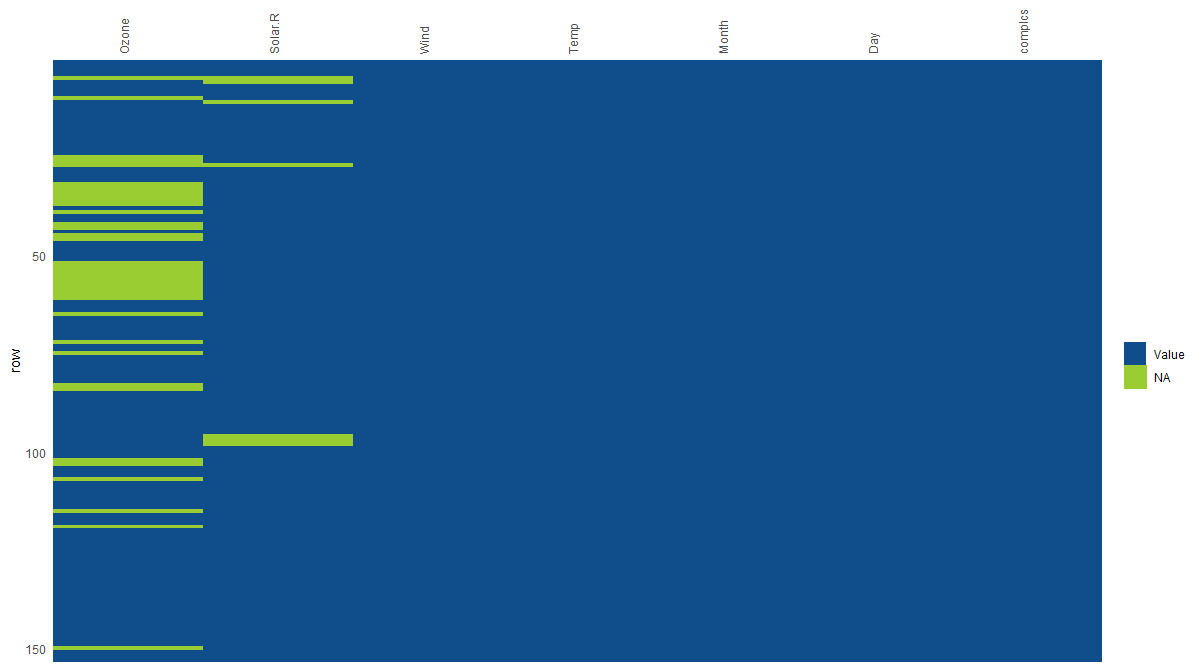 Ozone
Solar.R
Wind
Temp
Month
Day
complcs
row
50
100
150
Value
NA